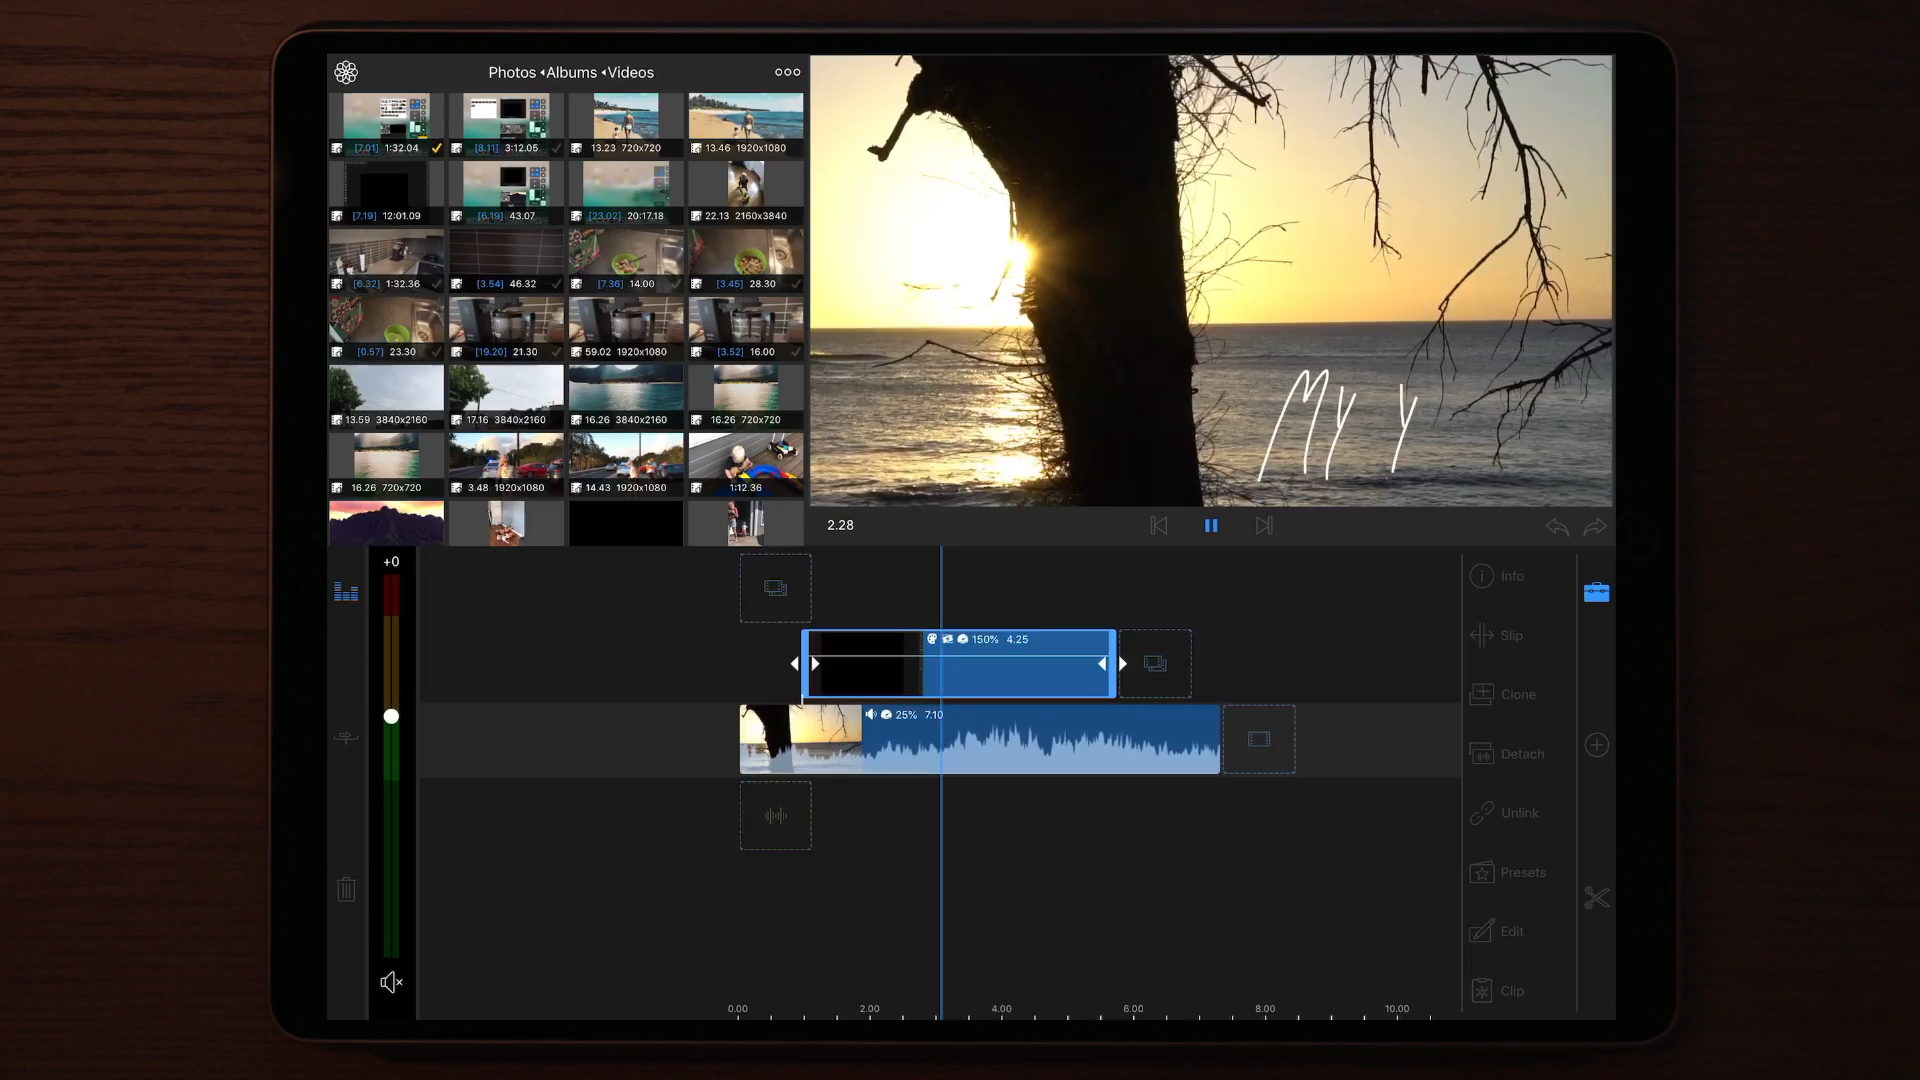 Photos Albums Videos
[7.01] 1:32.04
[8.11] 3:12.05
13.23 720x720
13.46 1920x1080
[7.19] 12:01.09
[6.19] 43.07
[23.02] 20:17.18
22.13 2160x3840
[6.32] 1:32.36
[3.54] 46.32
[7.36] 14.00
[3.45] 28.30
[0.57] 23.30
[19.20] 21.30
59.02 1920x1080
[3.52] 16.00
13.59 3840x2160
17.16 3840x2160
16.26 3840x2160
16.26 720x720
16.26 720x720
3.48 1920x1080
14.43 1920x1080
1:12.36
My y
2.28
+0
150% 4.25
25% 7.10
Info
Slip
Clone
Detach
Unlink
Presets
Edit
Clip
0.00 2.00 4.00 6.00 8.00 10.00